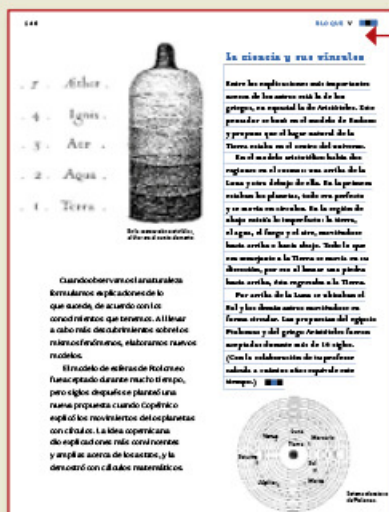 BLOQUE V
La ciencia y sus vínculos
5 . Æther .
4 . Ignis .
3 . Aer .
2 . Aqua .
1 . Terra .
Cuando observamos la naturaleza
formulamos explicaciones de lo
que sucede, de acuerdo con los
conocimientos que tenemos. Al llevar
a cabo más descubrimientos sobre los
mismos fenómenos, elaboramos nuevos
modelos.
El modelo de esferas de Ptolomeo
fue aceptado durante mucho tiempo,
pero siglos después se planteó una
nueva propuesta cuando Copérnico
explicó los movimientos de los planetas
con círculos. La idea copernicana
dio explicaciones más convincentes
y amplias acerca de los astros, y la
demostró con cálculos matemáticos.
Entre las explicaciones más importantes
acerca de los astros está la de los
griegos, en especial la de Aristóteles. Este
pensador se basó en el modelo de Eudoxo
y propuso que el lugar natural de la
Tierra estaba en el centro del universo.
En el modelo aristotélico había dos
regiones en el cosmos: una arriba de la
Luna y otra debajo de ella. En la primera
estaban los planetas, todo era perfecto
y se movía en círculos. En la región de
abajo existía lo imperfecto: la tierra,
el agua, el fuego y el aire, moviéndose
hacia arriba o hacia abajo. Todo lo que
era semejante a la Tierra se movía en su
dirección, por eso al lanzar una piedra
hacia arriba, ésta regresaba a la Tierra.
Por arriba de la Luna se ubicaban el
Sol y los demás astros moviéndose en
forma circular. Las propuestas del egipcio
Ptolomeo y del griego Aristóteles fueron
aceptadas durante más de 16 siglos.
(Con la colaboración de tu profesor
calcula a cuántos años equivale este
tiempo.)
Luna
Venus
Mercurio
Tierra
Saturno
Sol
Júpiter
Marte